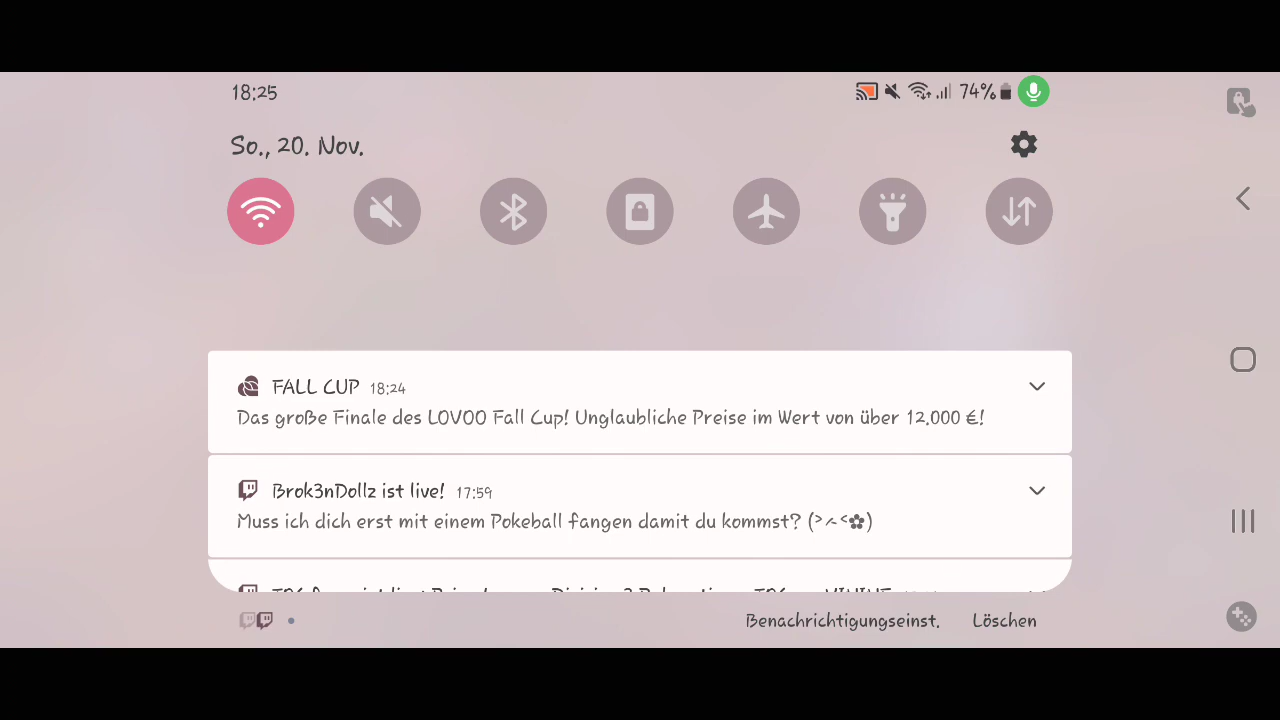 18:25
74%
So., 20. Nov.
FALL CUP 18:24
Das große Finale des LOVOO Fall Cup! Unglaubliche Preise im Wert von über 12.000 €!
Brok3nDollz ist live! 17:59
Muss ich dich erst mit einem Pokeball fangen damit du kommst? (˃̵ᨓ˂̵✿)
Benachrichtigungseinst. Löschen